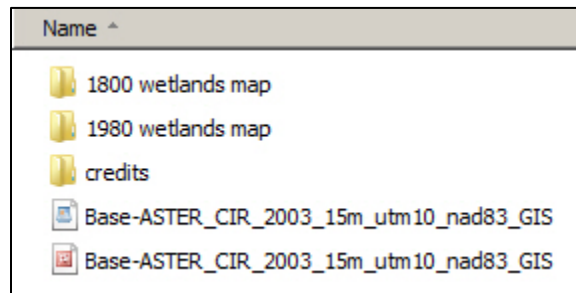 Name
1800 wetlands map
1980 wetlands map
credits
Base-ASTER_CIR_2003_15m_utm10_nad83_GIS
Base-ASTER_CIR_2003_15m_utm10_nad83_GIS